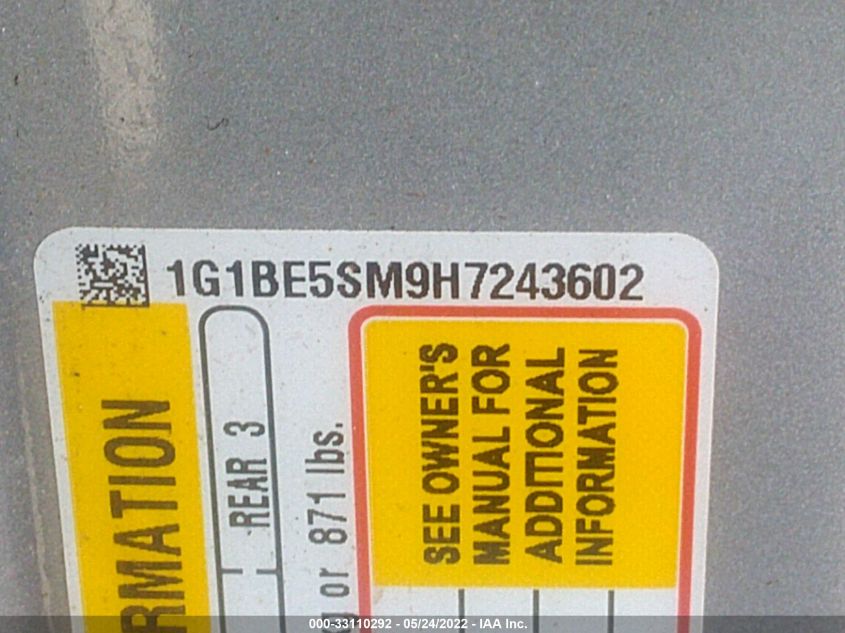 1G1BE5SM9H7243602
RMATION
REAR 3
or 871 lbs.
SEE OWNER'S
MANUAL FOR
ADDITIONAL
INFORMATION
000-33110292 - 05/24/2022 - IAA Inc.